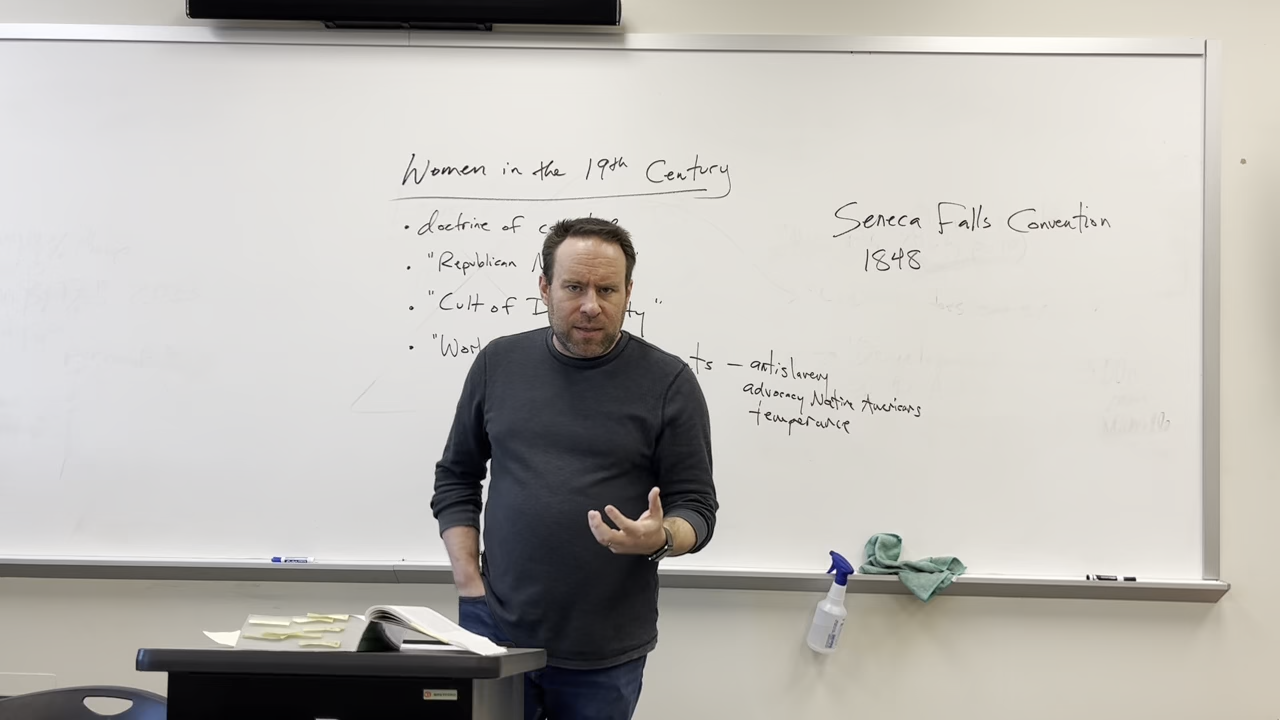 Women in the 19th Century
• doctrine of
• "Republican
• "Cult of
• ts — antislavery
advocacy Native Americans
temperance
Seneca Falls Convention
1848